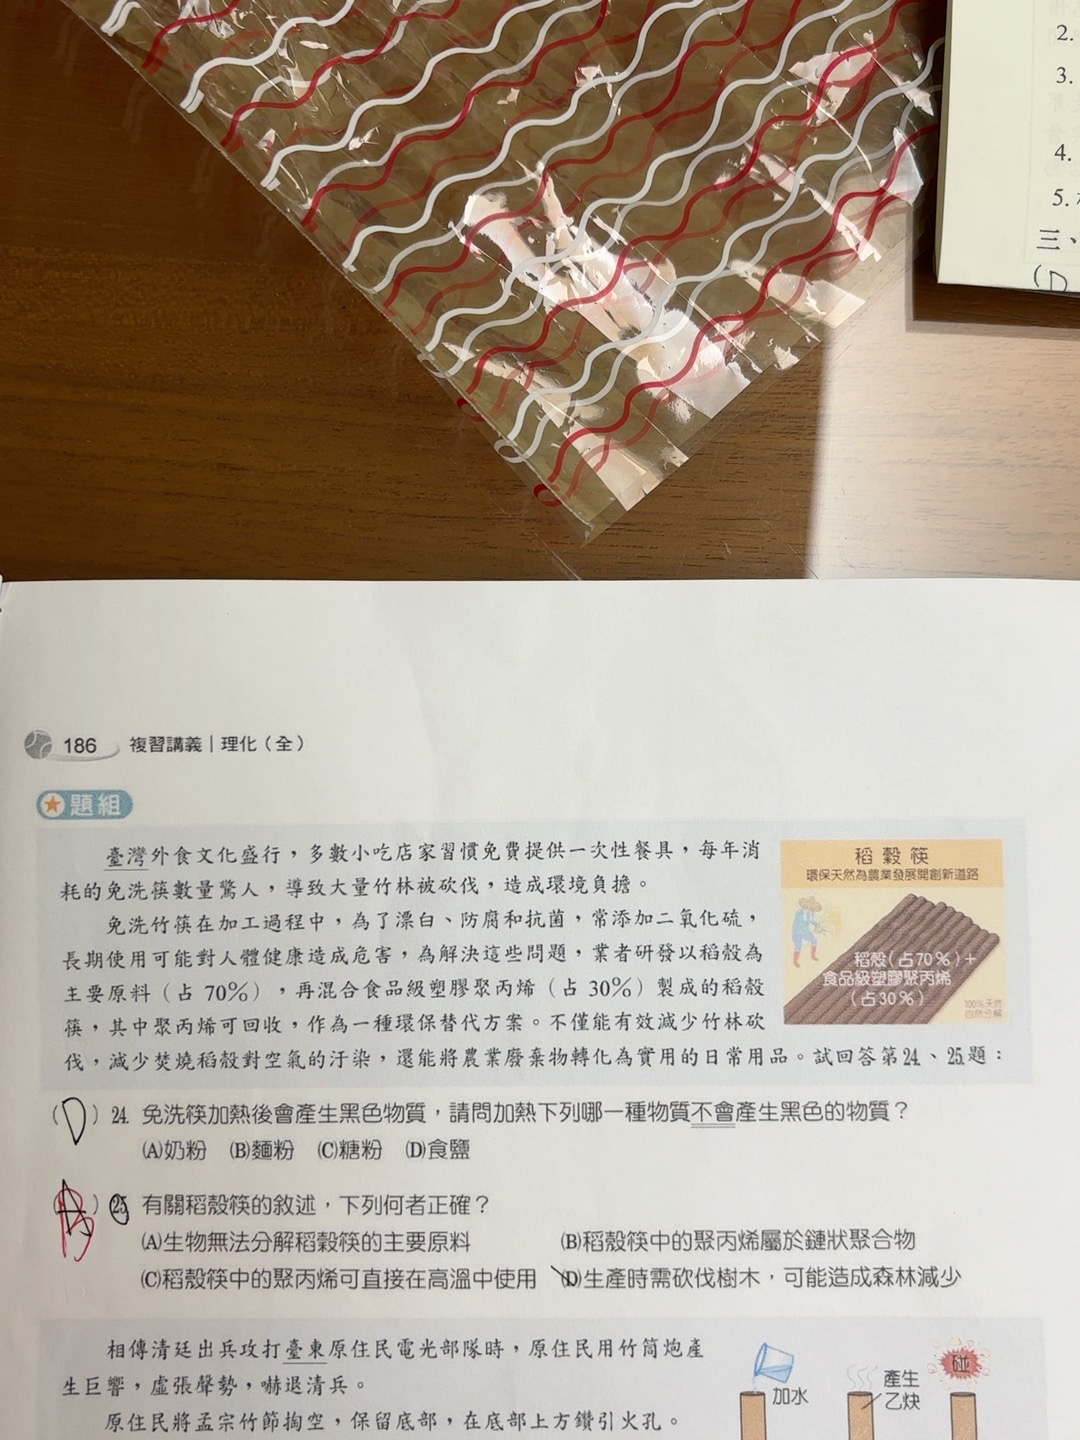 2.
3.
4.
5.
三、
(D
186 複習講義｜理化（全）
題組
臺灣外食文化盛行，多數小吃店家習慣免費提供一次性餐具，每年消
耗的免洗筷數量驚人，導致大量竹林被砍伐，造成環境負擔。
免洗竹筷在加工過程中，為了漂白、防腐和抗菌，常添加二氧化硫，
長期使用可能對人體健康造成危害，為解決這些問題，業者研發以稻殼為
主要原料（占70%），再混合食品級塑膠聚丙烯（占30%）製成的稻殼
筷，其中聚丙烯可回收，作為一種環保替代方案。不僅能有效減少竹林砍
伐，減少焚燒稻殼對空氣的汙染，還能將農業廢棄物轉化為實用的日常用品。試回答第24、25題：
稻穀筷
環保天然為農業發展開創新道路
稻殼（占70%）＋
食品級塑膠聚丙烯
（占30%）
100%天然
自然分解
（D）24. 免洗筷加熱後會產生黑色物質，請問加熱下列哪一種物質不會產生黑色的物質？
(A)奶粉 (B)麵粉 (C)糖粉 (D)食鹽
（B）25. 有關稻殼筷的敘述，下列何者正確？
(A)生物無法分解稻穀筷的主要原料 (B)稻殼筷中的聚丙烯屬於鏈狀聚合物
(C)稻殼筷中的聚丙烯可直接在高溫中使用 (D)生產時需砍伐樹木，可能造成森林減少
相傳清廷出兵攻打臺東原住民電光部隊時，原住民用竹筒炮產
生巨響，虛張聲勢，嚇退清兵。
原住民將孟宗竹節掏空，保留底部，在底部上方鑽引火孔。
加水
產生
乙炔
砰